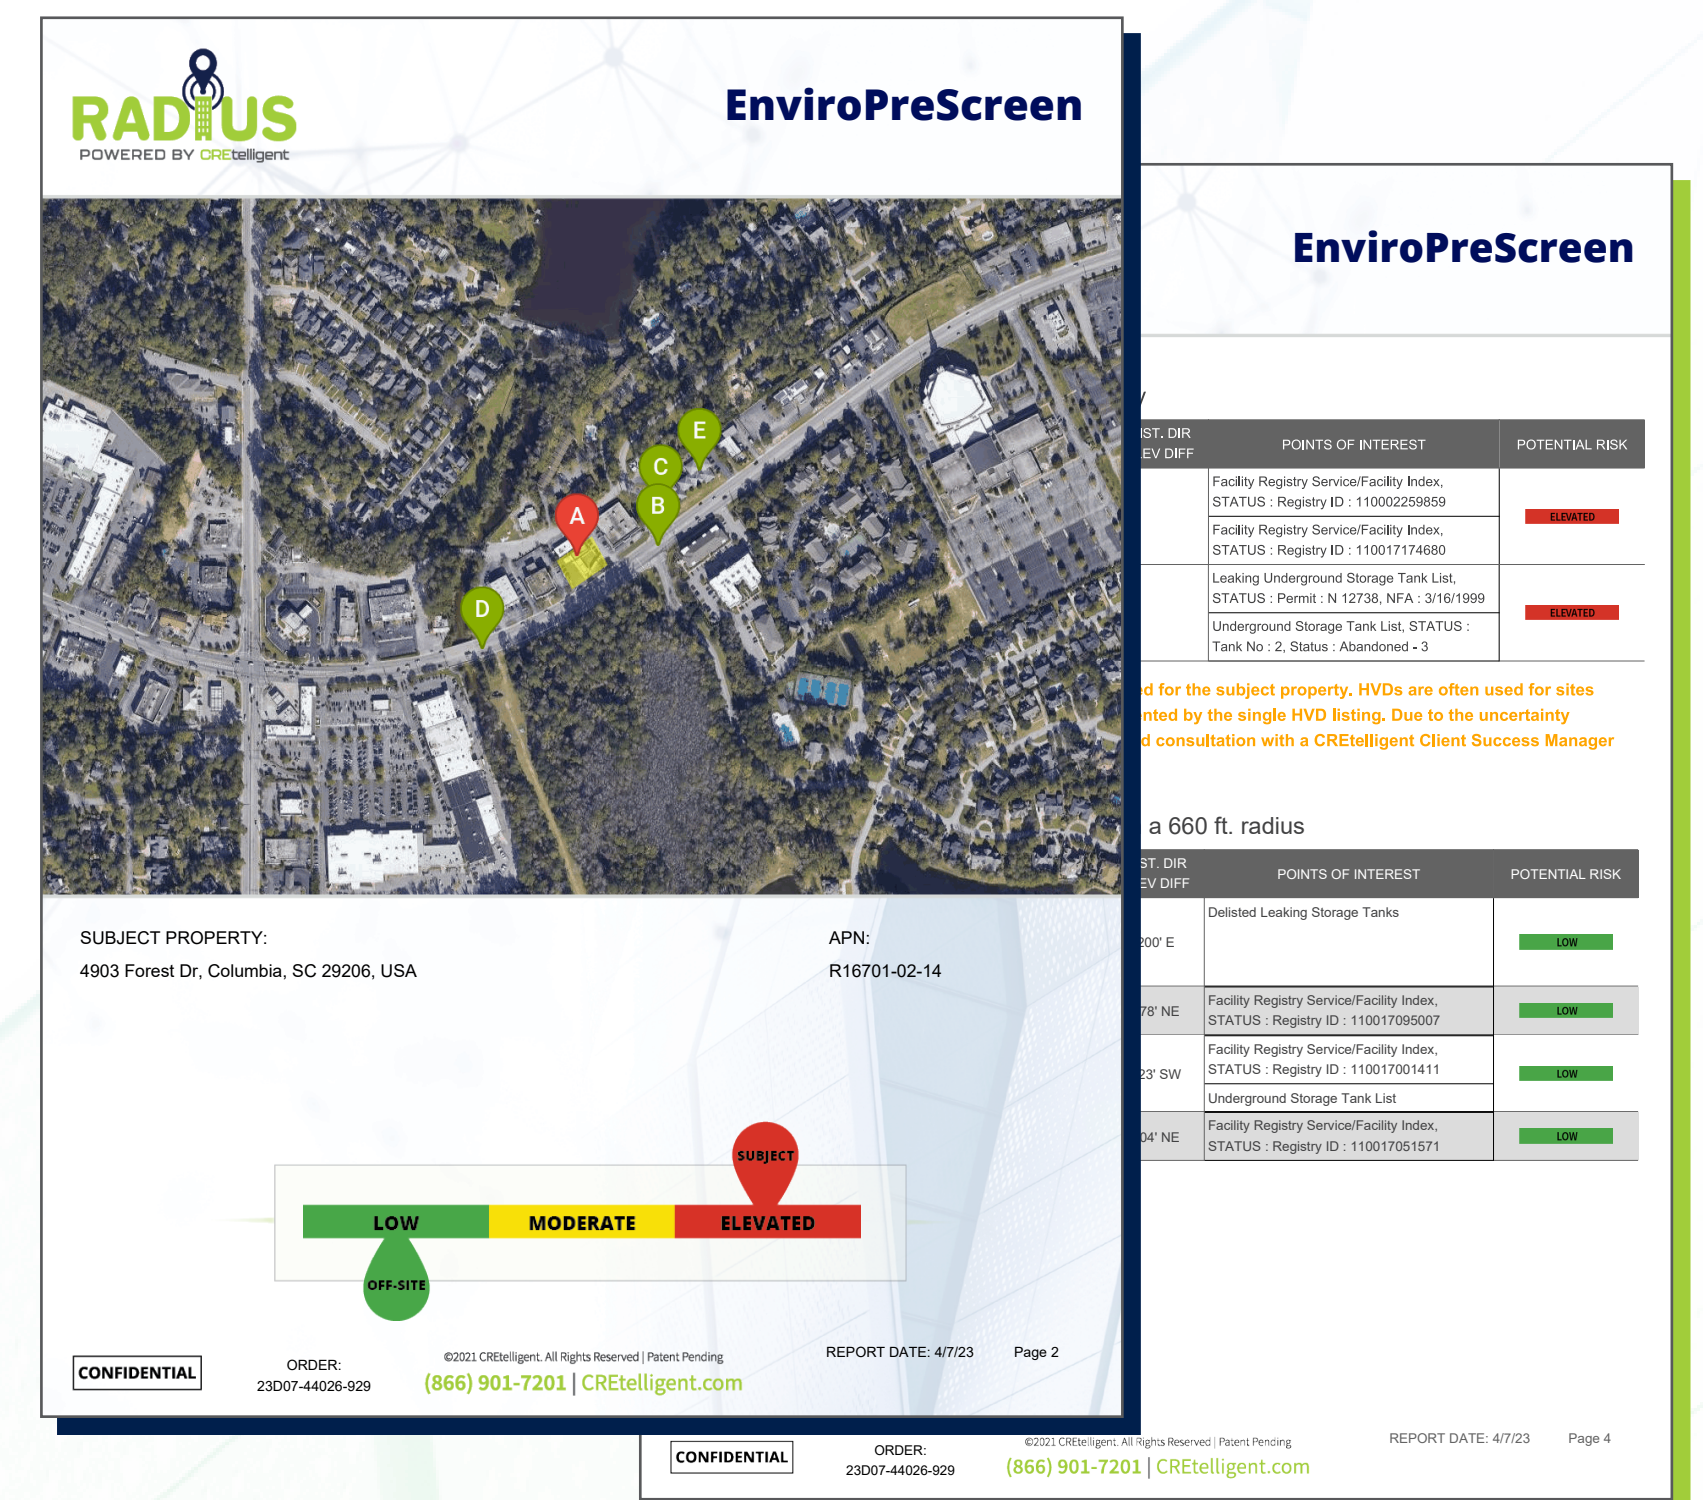 RADIUS
POWERED BY CREtelligent
EnviroPreScreen
E
C
B
A
D
SUBJECT PROPERTY:
4903 Forest Dr, Columbia, SC 29206, USA
APN:
R16701-02-14
SUBJECT
LOW
MODERATE
ELEVATED
OFF-SITE
CONFIDENTIAL
ORDER:
23D07-44026-929
©2021 CREtelligent. All Rights Reserved | Patent Pending
(866) 901-7201 | CREtelligent.com
REPORT DATE: 4/7/23
Page 2
EnviroPreScreen
DIR
DIFF
POINTS OF INTEREST
POTENTIAL RISK
Facility Registry Service/Facility Index,
STATUS : Registry ID : 110002259859
Facility Registry Service/Facility Index,
STATUS : Registry ID : 110017174680
ELEVATED
Leaking Underground Storage Tank List,
STATUS : Permit : N 12738, NFA : 3/16/1999
Underground Storage Tank List, STATUS :
Tank No : 2, Status : Abandoned - 3
ELEVATED
for the subject property. HVDs are often used for sites
by the single HVD listing. Due to the uncertainty
consultation with a CREtelligent Client Success Manager
a 660 ft. radius
DIR
DIFF
POINTS OF INTEREST
POTENTIAL RISK
200' E
Delisted Leaking Storage Tanks
LOW
78' NE
Facility Registry Service/Facility Index,
STATUS : Registry ID : 110017095007
LOW
23' SW
Facility Registry Service/Facility Index,
STATUS : Registry ID : 110017001411
Underground Storage Tank List
LOW
04' NE
Facility Registry Service/Facility Index,
STATUS : Registry ID : 110017051571
LOW
CONFIDENTIAL
ORDER:
23D07-44026-929
©2021 CREtelligent. All Rights Reserved | Patent Pending
(866) 901-7201 | CREtelligent.com
REPORT DATE: 4/7/23
Page 4